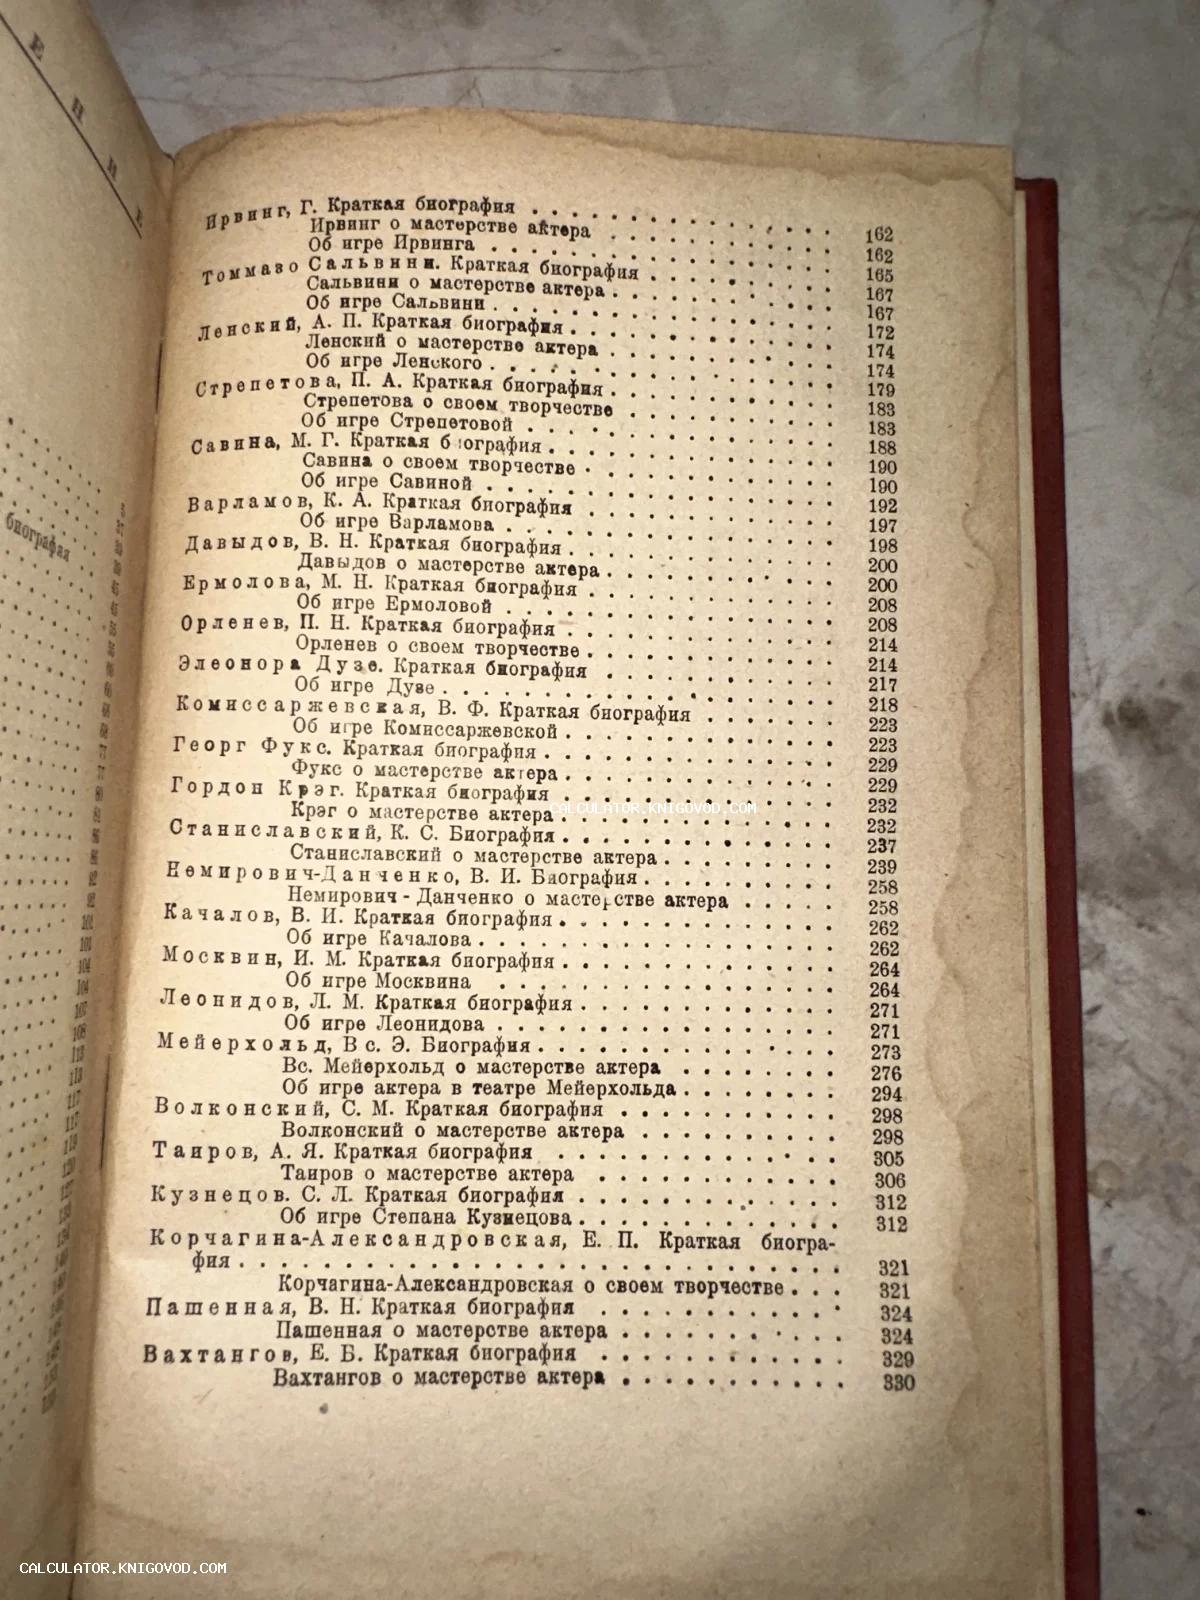 Е
Н
И
Е
биография
Ирвинг, Г. Краткая биография . . . . . . . . . . . . . . 162
Ирвинг о мастерстве актера . . . . . . . . . . . 162
Об игре Ирвинга . . . . . . . . . . . . . . . 165
Томмазо Сальвини. Краткая биография . . . . . . . . . 167
Сальвини о мастерстве актера . . . . . . . . . . 167
Об игре Сальвини . . . . . . . . . . . . . . . 172
Ленский, А. П. Краткая биография . . . . . . . . . . . 174
Ленский о мастерстве актера . . . . . . . . . . 174
Об игре Ленского . . . . . . . . . . . . . . . 179
Стрепетова, П. А. Краткая биография . . . . . . . . . . 183
Стрепетова о своем творчестве . . . . . . . . . 183
Об игре Стрепетовой . . . . . . . . . . . . . 188
Савина, М. Г. Краткая биография . . . . . . . . . . . . 190
Савина о своем творчестве . . . . . . . . . . . 190
Об игре Савиной . . . . . . . . . . . . . . . 192
Варламов, К. А. Краткая биография . . . . . . . . . . . 197
Об игре Варламова . . . . . . . . . . . . . . 198
Давыдов, В. Н. Краткая биография . . . . . . . . . . . 200
Давыдов о мастерстве актера . . . . . . . . . . 200
Ермолова, М. Н. Краткая биография . . . . . . . . . . . 208
Об игре Ермоловой . . . . . . . . . . . . . . 208
Орленев, П. Н. Краткая биография . . . . . . . . . . . 214
Орленев о своем творчестве . . . . . . . . . . 214
Элеонора Дузе. Краткая биография . . . . . . . . . . 217
Об игре Дузе . . . . . . . . . . . . . . . . 218
Комиссаржевская, В. Ф. Краткая биография . . . . . . . 223
Об игре Комиссаржевской . . . . . . . . . . . 223
Георг Фукс. Краткая биография . . . . . . . . . . . . 229
Фукс о мастерстве актера . . . . . . . . . . . 229
Гордон Крэг. Краткая биография . . . . . . . . . . . 232
Крэг о мастерстве актера . . . . . . . . . . . 232
Станиславский, К. С. Биография . . . . . . . . . . . 237
Станиславский о мастерстве актера . . . . . . . . 239
Немирович-Данченко, В. И. Биография . . . . . . . . 258
Немирович - Данченко о мастерстве актера . . . . . 258
Качалов, В. И. Краткая биография . . . . . . . . . . . 262
Об игре Качалова . . . . . . . . . . . . . . 262
Москвин, И. М. Краткая биография . . . . . . . . . . . 264
Об игре Москвина . . . . . . . . . . . . . . 264
Леонидов, Л. М. Краткая биография . . . . . . . . . . 271
Об игре Леонидова . . . . . . . . . . . . . . 271
Мейерхольд, Вс. Э. Биография . . . . . . . . . . . . 273
Вс. Мейерхольд о мастерстве актера . . . . . . . 276
Об игре актера в театре Мейерхольда . . . . . . . 294
Волконский, С. М. Краткая биография . . . . . . . . . 298
Волконский о мастерстве актера . . . . . . . . . 298
Таиров, А. Я. Краткая биография . . . . . . . . . . . 305
Таиров о мастерстве актера . . . . . . . . . . 306
Кузнецов. С. Л. Краткая биография . . . . . . . . . . 312
Об игре Степана Кузнецова . . . . . . . . . . . 312
Корчагина-Александровская, Е. П. Краткая биогра-
фия . . . . . . . . . . . . . . . . . . . . . . 321
Корчагина-Александровская о своем творчестве . . . 321
Пашенная, В. Н. Краткая биография . . . . . . . . . . 324
Пашенная о мастерстве актера . . . . . . . . . 324
Вахтангов, Е. Б. Краткая биография . . . . . . . . . . 329
Вахтангов о мастерстве актера . . . . . . . . . 330
CALCULATOR.KNIGOVOD.COM
CALCULATOR.KNIGOVOD.COM